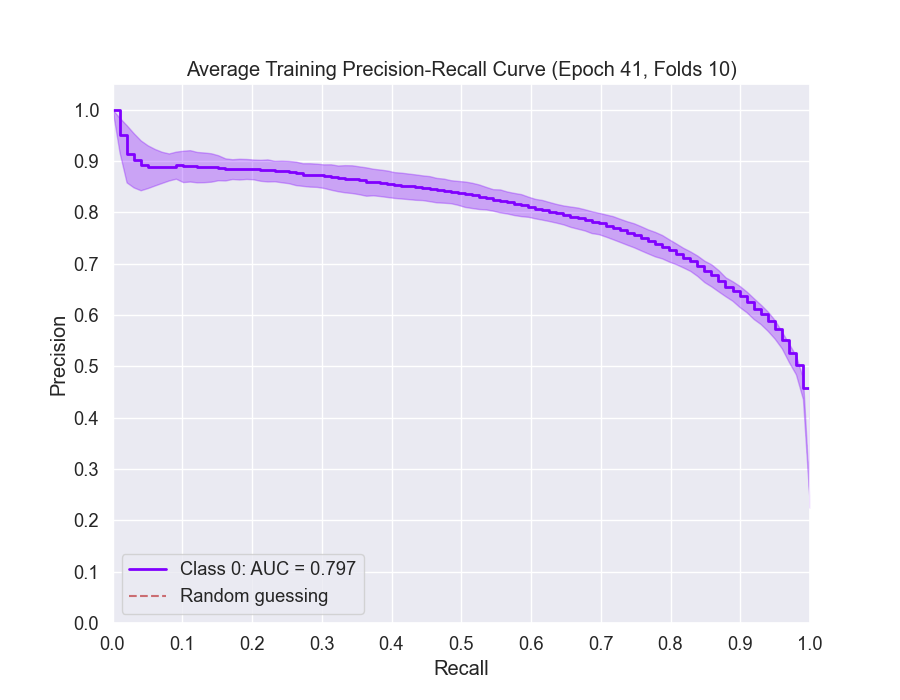 Average Training Precision-Recall Curve (Epoch 41, Folds 10)
1.0
0.9
0.8
0.7
0.6
0.5
0.4
0.3
0.2
0.1
0.0
Precision
Class 0: AUC = 0.797
Random guessing
0.0 0.1 0.2 0.3 0.4 0.5 0.6 0.7 0.8 0.9 1.0
Recall